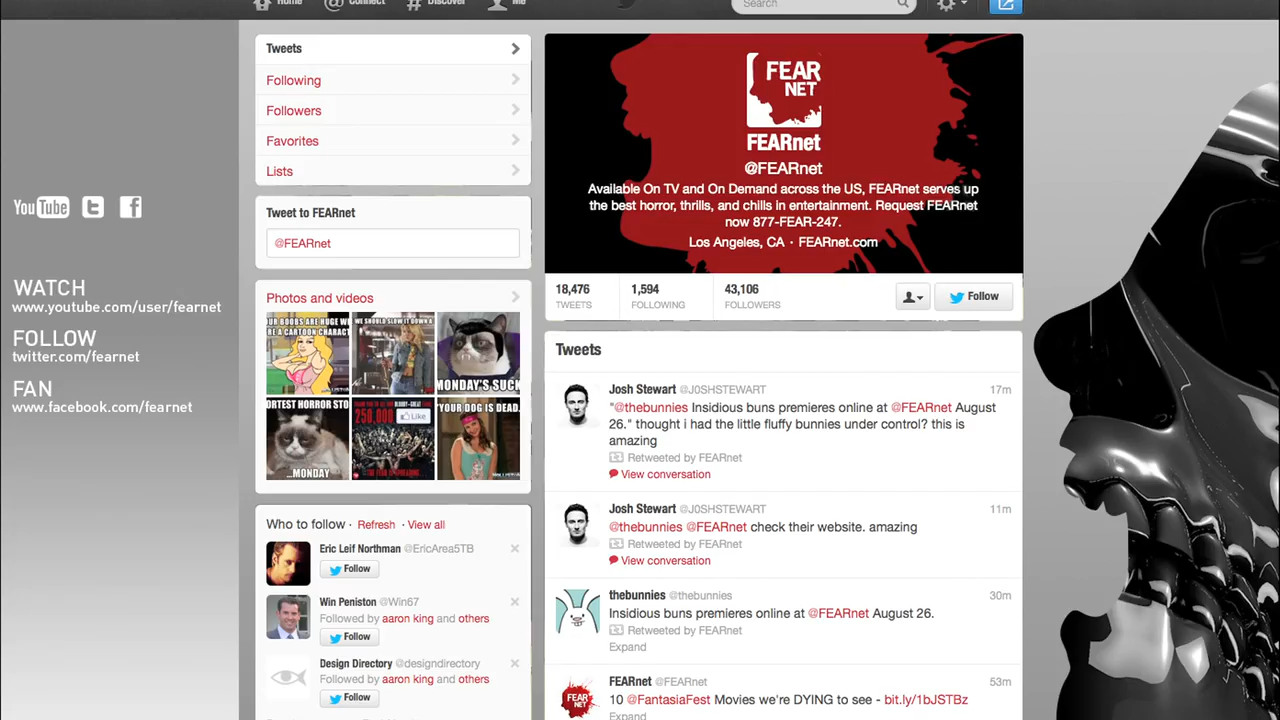 Home
Connect
Discover
Me
Search
YouTube
WATCH
www.youtube.com/user/fearnet
FOLLOW
twitter.com/fearnet
FAN
www.facebook.com/fearnet
Tweets
Following
Followers
Favorites
Lists
Tweet to FEARnet
@FEARnet
Photos and videos
BE A CARTOON
MONDAY'S SUCK
...MONDAY
250,000
Like
YOUR DOG IS DEAD.
Who to follow · Refresh · View all
Eric Leif Northman @EricArea5TB
Follow
Win Peniston @Win67
Followed by aaron king and others
Follow
Design Directory @designdirectory
Followed by aaron king and others
Follow
FEAR
NET
FEARnet
@FEARnet
Available On TV and On Demand across the US, FEARnet serves up
the best horror, thrills, and chills in entertainment. Request FEARnet
now 877-FEAR-247.
Los Angeles, CA · FEARnet.com
18,476
TWEETS
1,594
FOLLOWING
43,106
FOLLOWERS
Follow
Tweets
Josh Stewart @J0SHSTEWART 17m
"@thebunnies Insidious buns premieres online at @FEARnet August
26." thought i had the little fluffy bunnies under control? this is
amazing
Retweeted by FEARnet
View conversation
Josh Stewart @J0SHSTEWART 11m
@thebunnies @FEARnet check their website. amazing
Retweeted by FEARnet
View conversation
thebunnies @thebunnies 30m
Insidious buns premieres online at @FEARnet August 26.
Retweeted by FEARnet
Expand
FEAR
NET
FEARnet @FEARnet 53m
10 @FantasiaFest Movies we're DYING to see - bit.ly/1bJSTBz
Expand